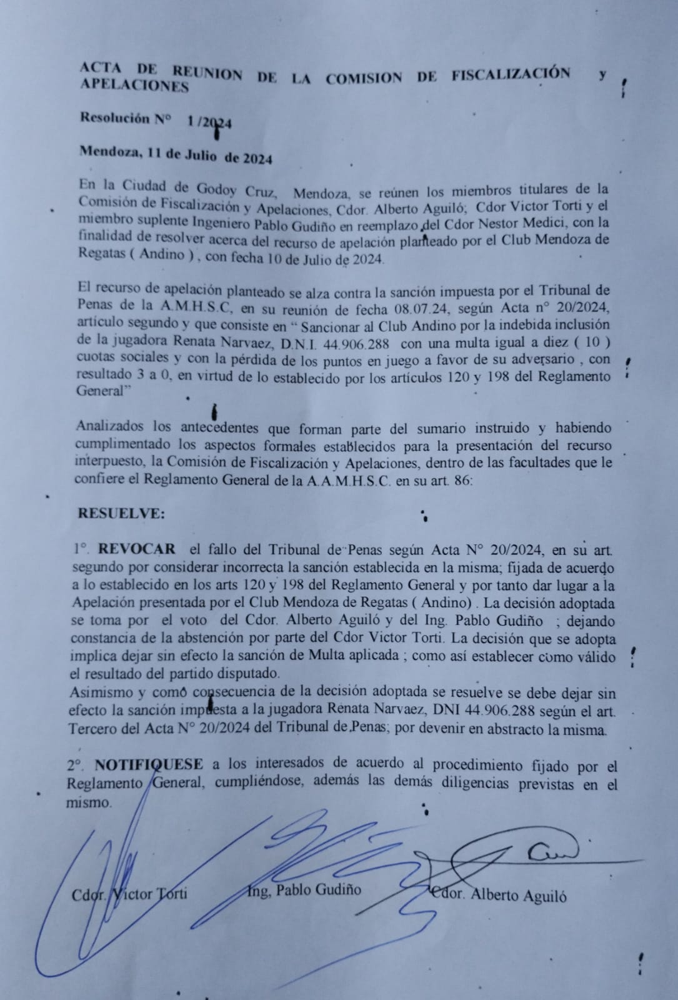 ACTA DE REUNION DE LA COMISION DE FISCALIZACIÓN y
APELACIONES
Resolución Nº 1 /2024
Mendoza, 11 de Julio de 2024
En la Ciudad de Godoy Cruz, Mendoza, se reúnen los miembros titulares de la
Comisión de Fiscalización y Apelaciones, Cdor. Alberto Aguiló; Cdor Victor Torti y el
miembro suplente Ingeniero Pablo Gudiño en reemplazo del Cdor Nestor Medici, con la
finalidad de resolver acerca del recurso de apelación planteado por el Club Mendoza de
Regatas ( Andino ) , con fecha 10 de Julio de 2024.
El recurso de apelación planteado se alza contra la sanción impuesta por el Tribunal de
Penas de la A.M.H.S.C, en su reunión de fecha 08.07.24, según Acta n° 20/2024,
artículo segundo y que consiste en “ Sancionar al Club Andino por la indebida inclusión
de la jugadora Renata Narvaez, D.N.I. 44.906.288 con una multa igual a diez ( 10 )
cuotas sociales y con la pérdida de los puntos en juego a favor de su adversario , con
resultado 3 a 0, en virtud de lo establecido por los artículos 120 y 198 del Reglamento
General”
Analizados los antecedentes que forman parte del sumario instruido y habiendo
cumplimentado los aspectos formales establecidos para la presentación del recurso
interpuesto, la Comisión de Fiscalización y Apelaciones, dentro de las facultades que le
confiere el Reglamento General de la A.A.M.H.S.C. en su art. 86:
RESUELVE:
1°. REVOCAR el fallo del Tribunal de Penas según Acta N° 20/2024, en su art.
segundo por considerar incorrecta la sanción establecida en la misma; fijada de acuerdo
a lo establecido en los arts 120 y 198 del Reglamento General y por tanto dar lugar a la
Apelación presentada por el Club Mendoza de Regatas ( Andino) . La decisión adoptada
se toma por el voto del Cdor. Alberto Aguiló y del Ing. Pablo Gudiño ; dejando
constancia de la abstención por parte del Cdor Victor Torti. La decisión que se adopta
implica dejar sin efecto la sanción de Multa aplicada ; como así establecer como válido
el resultado del partido disputado.
Asimismo y como consecuencia de la decisión adoptada se resuelve se debe dejar sin
efecto la sanción impuesta a la jugadora Renata Narvaez, DNI 44.906.288 según el art.
Tercero del Acta N° 20/2024 del Tribunal de Penas; por devenir en abstracto la misma.
2°. NOTIFIQUESE a los interesados de acuerdo al procedimiento fijado por el
Reglamento General, cumpliéndose, además las demás diligencias previstas en el
mismo.
Cdor. Victor Torti Ing, Pablo Gudiño Cdor. Alberto Aguiló